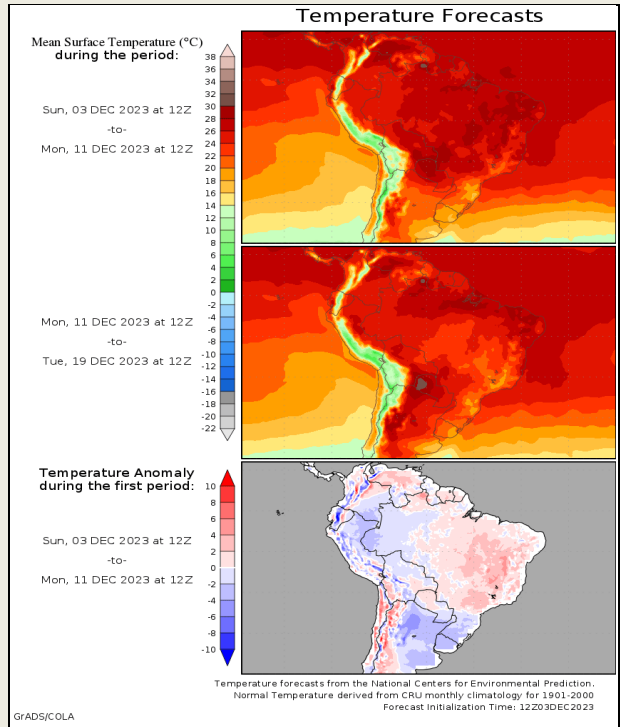 Temperature Forecasts
Mean Surface Temperature (°C)
during the period:
Sun, 03 DEC 2023 at 12Z
-to-
Mon, 11 DEC 2023 at 12Z
38
36
34
32
30
28
26
24
22
20
18
16
14
12
10
8
6
4
2
0
-2
-4
-6
-8
-10
-12
-14
-16
-18
-20
-22
Mon, 11 DEC 2023 at 12Z
-to-
Tue, 19 DEC 2023 at 12Z
Temperature Anomaly
during the first period:
Sun, 03 DEC 2023 at 12Z
-to-
Mon, 11 DEC 2023 at 12Z
10
8
6
4
2
0
-2
-4
-6
-8
-10
Temperature forecasts from the National Centers for Environmental Prediction.
Normal Temperature derived from CRU monthly climatology for 1901-2000
Forecast Initialization Time: 12Z03DEC2023
GrADS/COLA